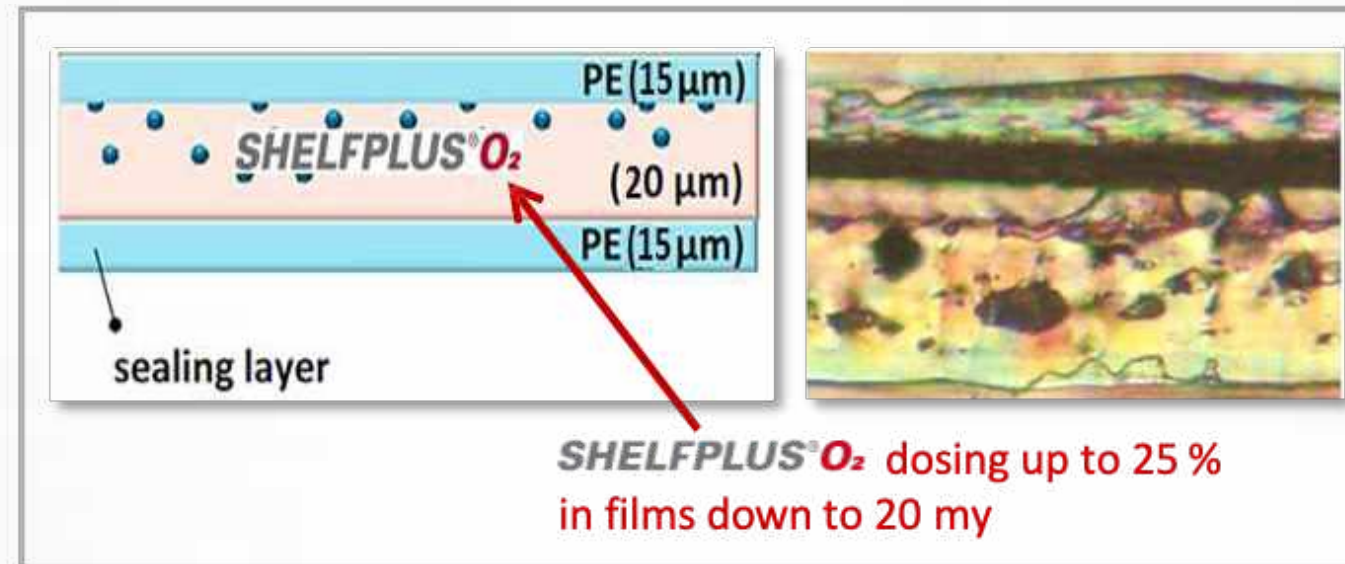 PE (15 µm)
SHELFPLUS®O₂
(20 µm)
PE (15 µm)
sealing layer
SHELFPLUS®O₂ dosing up to 25 %
in films down to 20 my